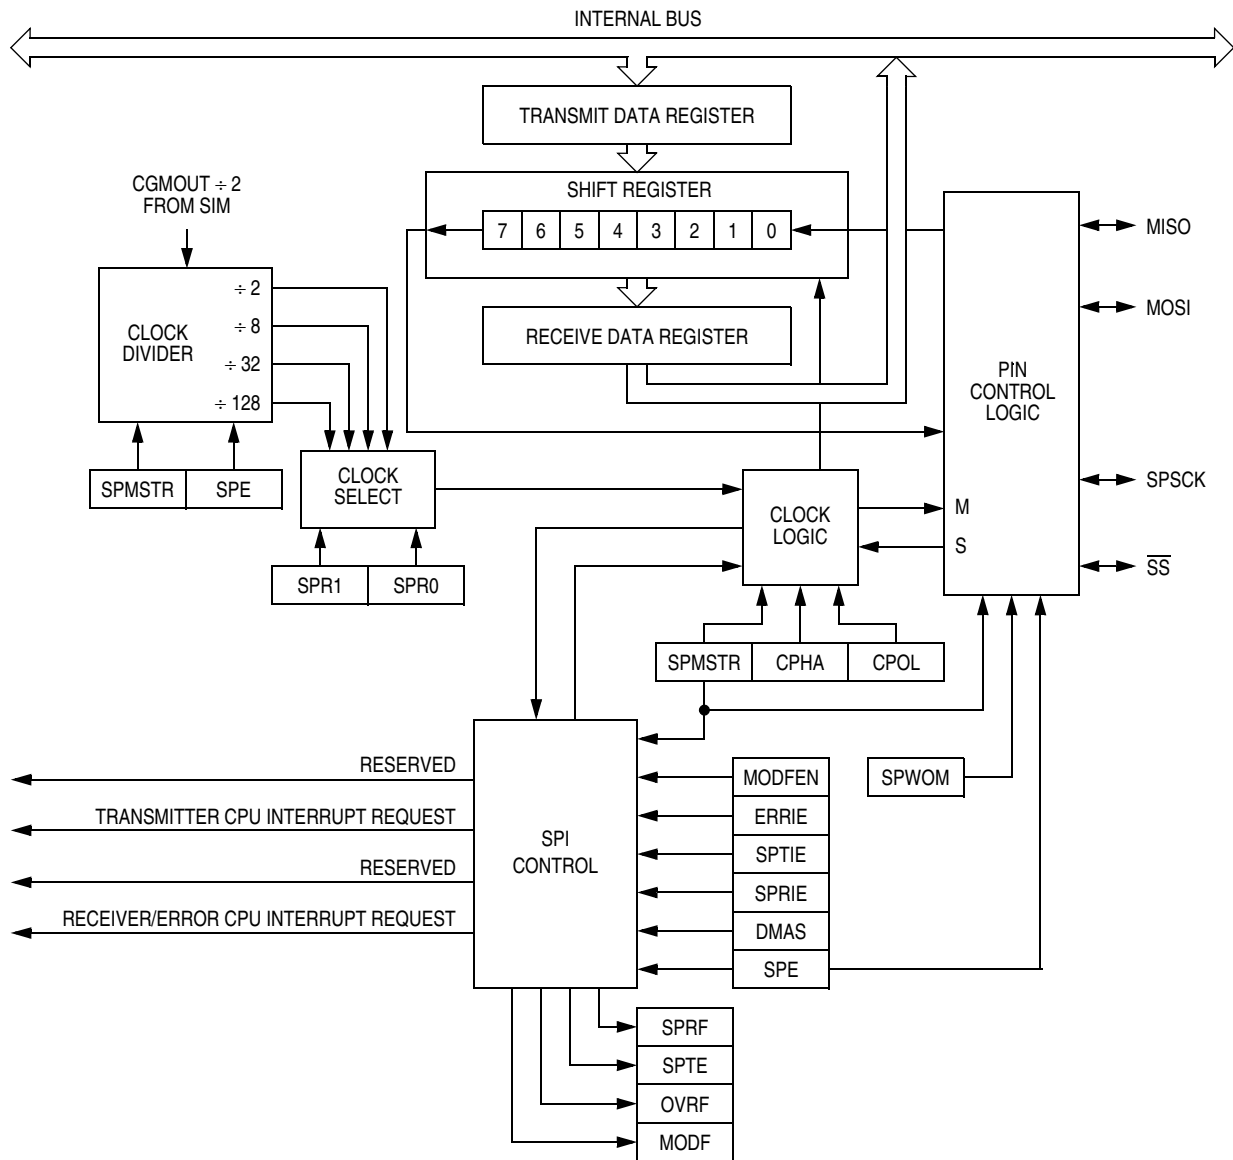 INTERNAL BUS
TRANSMIT DATA REGISTER
SHIFT REGISTER
7 6 5 4 3 2 1 0
RECEIVE DATA REGISTER
CGMOUT ÷ 2
FROM SIM
CLOCK
DIVIDER
÷ 2
÷ 8
÷ 32
÷ 128
SPMSTR SPE
CLOCK
SELECT
SPR1 SPR0
CLOCK
LOGIC
PIN
CONTROL
LOGIC
M
S
MISO
MOSI
SPSCK
SS
SPMSTR CPHA CPOL
SPWOM
RESERVED
TRANSMITTER CPU INTERRUPT REQUEST
RESERVED
RECEIVER/ERROR CPU INTERRUPT REQUEST
SPI
CONTROL
MODFEN
ERRIE
SPTIE
SPRIE
DMAS
SPE
SPRF
SPTE
OVRF
MODF